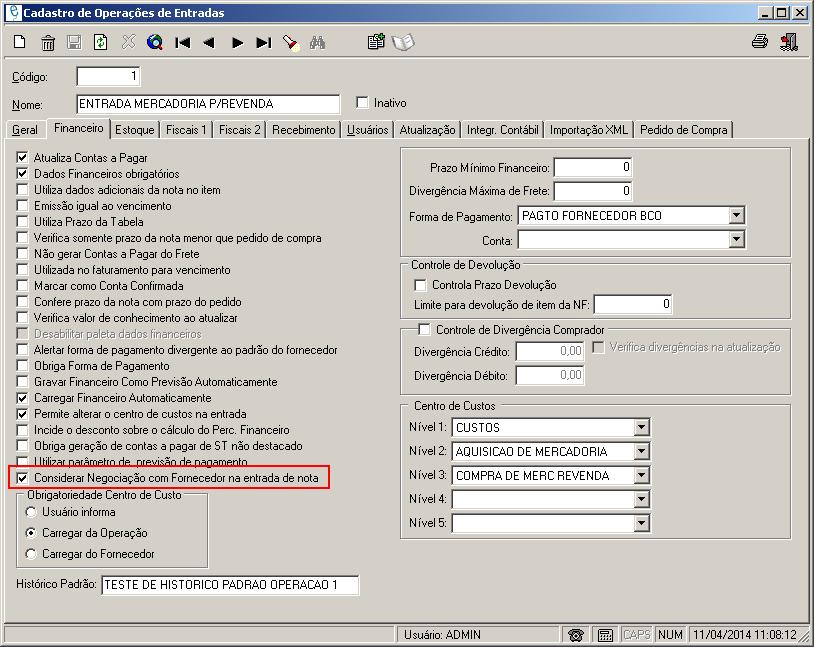 Cadastro de Operações de Entradas
Código: 1
Nome: ENTRADA MERCADORIA P/REVENDA Inativo
Geral Financeiro Estoque Fiscais 1 Fiscais 2 Recebimento Usuários Atualização Integr. Contábil Importação XML Pedido de Compra
Atualiza Contas a Pagar
Dados Financeiros obrigatórios
Utiliza dados adicionais da nota no item
Emissão igual ao vencimento
Utiliza Prazo da Tabela
Verifica somente prazo da nota menor que pedido de compra
Não gerar Contas a Pagar do Frete
Utilizada no faturamento para vencimento
Marcar como Conta Confirmada
Confere prazo da nota com prazo do pedido
Verifica valor de conhecimento ao atualizar
Desabilitar paleta dados financeiros
Alertar forma de pagamento divergente ao padrão do fornecedor
Obriga Forma de Pagamento
Gravar Financeiro Como Previsão Automaticamente
Carregar Financeiro Automaticamente
Permite alterar o centro de custos na entrada
Incide o desconto sobre o cálculo do Perc. Financeiro
Obriga geração de contas a pagar de ST não destacado
Utilizar parâmetro de previsão de pagamento
Considerar Negociação com Fornecedor na entrada de nota
Obrigatoriedade Centro de Custo
Usuário informa
Carregar da Operação
Carregar do Fornecedor
Histórico Padrão: TESTE DE HISTORICO PADRAO OPERACAO 1
Prazo Mínimo Financeiro: 0
Divergência Máxima de Frete: 0
Forma de Pagamento: PAGTO FORNECEDOR BCO
Conta:
Controle de Devolução
Controla Prazo Devolução
Limite para devolução de item da NF: 0
Controle de Divergência Comprador
Divergência Crédito: 0,00 Verifica divergências na atualização
Divergência Débito: 0,00
Centro de Custos
Nível 1: CUSTOS
Nível 2: AQUISICAO DE MERCADORIA
Nível 3: COMPRA DE MERC REVENDA
Nível 4:
Nível 5:
Usuário: ADMIN CAPS NUM 11/04/2014 11:08:12